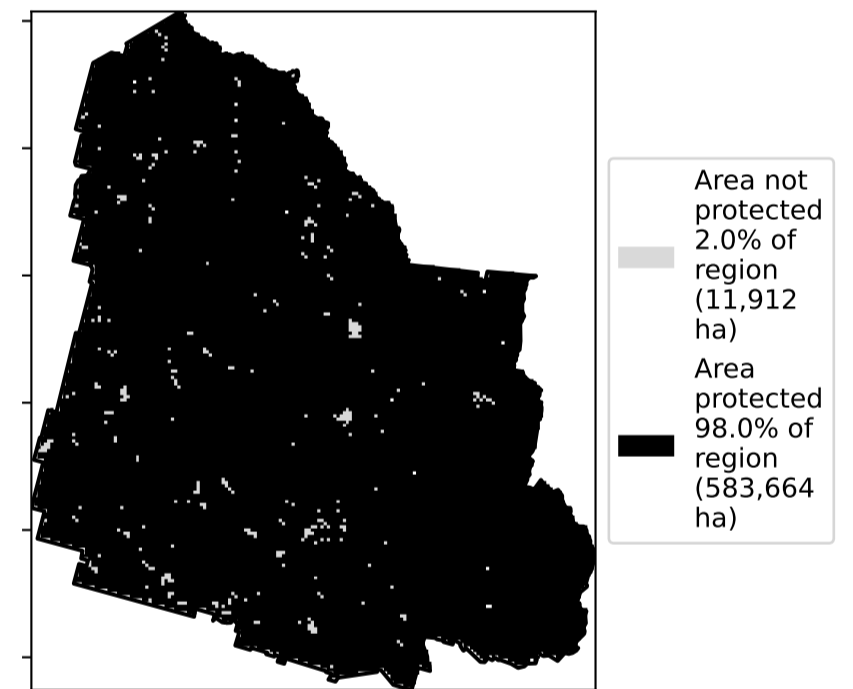 Area not
protected
2.0% of
region
(11,912
ha)
Area
protected
98.0% of
region
(583,664
ha)